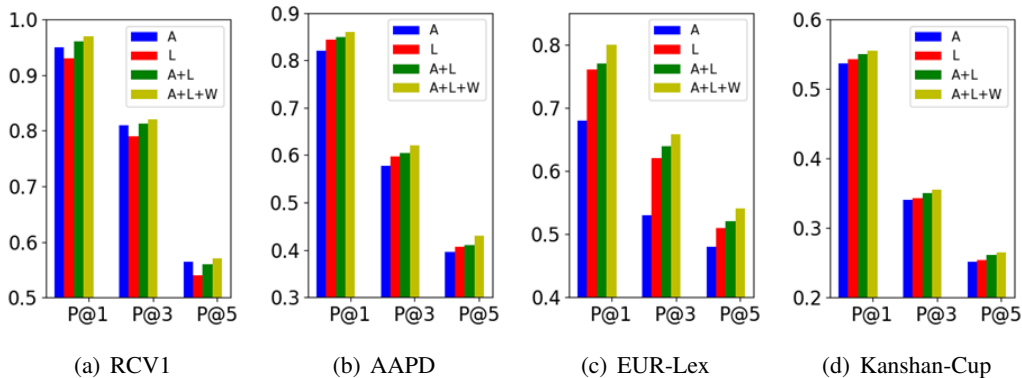 1.0
0.9
0.8
0.7
0.6
0.5
A
L
A+L
A+L+W
P@1 P@3 P@5
(a) RCV1
0.9
0.8
0.7
0.6
0.5
0.4
0.3
A
L
A+L
A+L+W
P@1 P@3 P@5
(b) AAPD
0.8
0.7
0.6
0.5
0.4
A
L
A+L
A+L+W
P@1 P@3 P@5
(c) EUR-Lex
0.6
0.5
0.4
0.3
0.2
A
L
A+L
A+L+W
P@1 P@3 P@5
(d) Kanshan-Cup